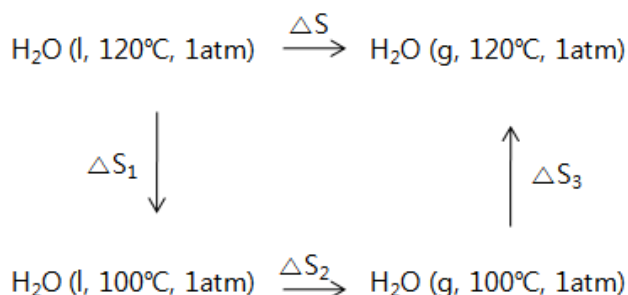 △S
H₂O (l, 120℃, 1atm) H₂O (g, 120℃, 1atm)
△S₁ △S₃
△S₂
H₂O (l, 100℃, 1atm) H₂O (g, 100℃, 1atm)